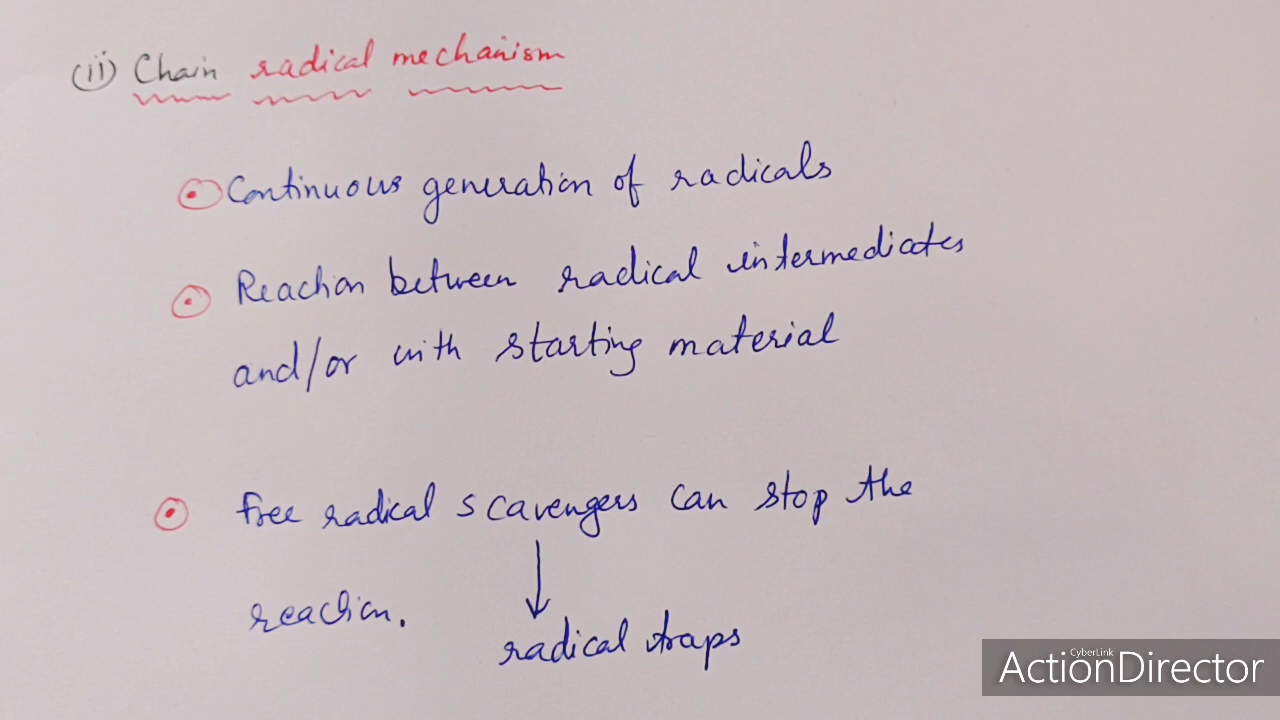 (ii) Chain radical mechanism
Continuous generation of radicals
Reaction between radical intermediates
and/or with starting material
free radical scavengers can stop the
reaction.
radical traps
CyberLink
ActionDirector